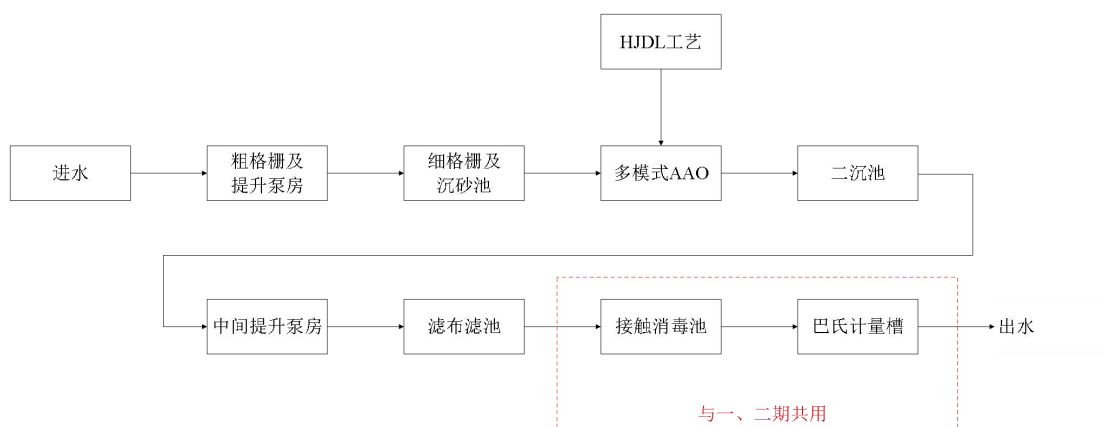 HJDL工艺
进水
粗格栅及
提升泵房
细格栅及
沉砂池
多模式AAO
二沉池
中间提升泵房
滤布滤池
接触消毒池
巴氏计量槽
出水
与一、二期共用